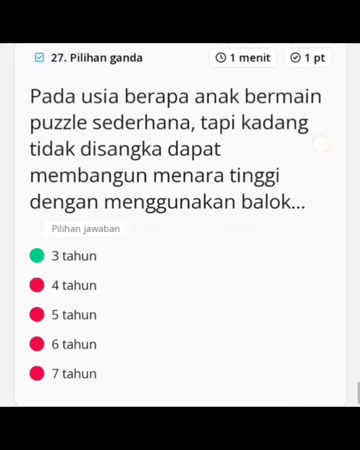 27. Pilihan ganda
1 menit
1 pt
Pada usia berapa anak bermain
puzzle sederhana, tapi kadang
tidak disangka dapat
membangun menara tinggi
dengan menggunakan balok...
Pilihan jawaban
3 tahun
4 tahun
5 tahun
6 tahun
7 tahun